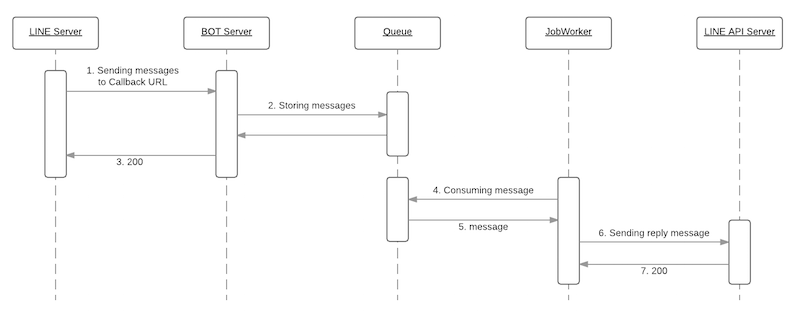 LINE Server
BOT Server
Queue
JobWorker
LINE API Server
1. Sending messages
to Callback URL
2. Storing messages
3. 200
4. Consuming message
5. message
6. Sending reply message
7. 200